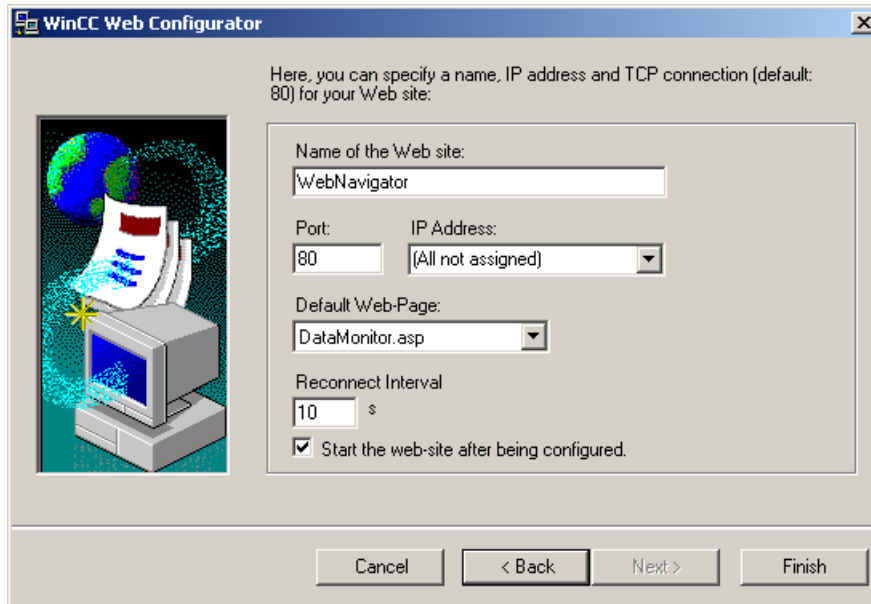 WinCC Web Configurator
Here, you can specify a name, IP address and TCP connection (default:
80) for your Web site:
Name of the Web site:
WebNavigator
Port: IP Address:
80 (All not assigned)
Default Web-Page:
DataMonitor.asp
Reconnect Interval
10 s
Start the web-site after being configured.
Cancel < Back Next > Finish